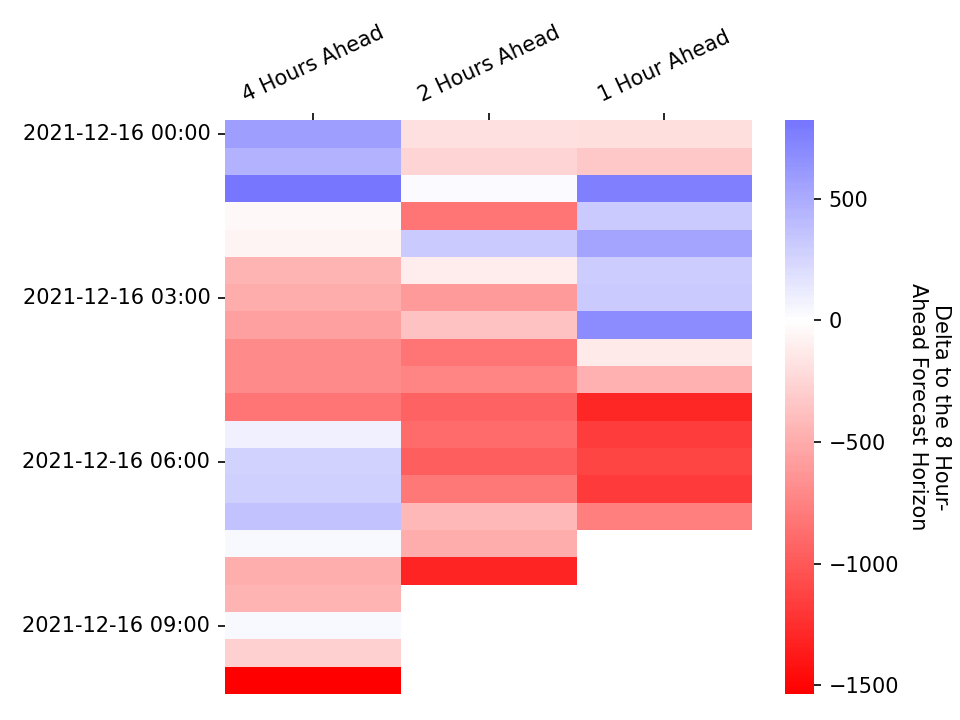 4 Hours Ahead
2 Hours Ahead
1 Hour Ahead
2021-12-16 00:00
2021-12-16 03:00
2021-12-16 06:00
2021-12-16 09:00
500
0
−500
−1000
−1500
Delta to the 8 Hour-
Ahead Forecast Horizon